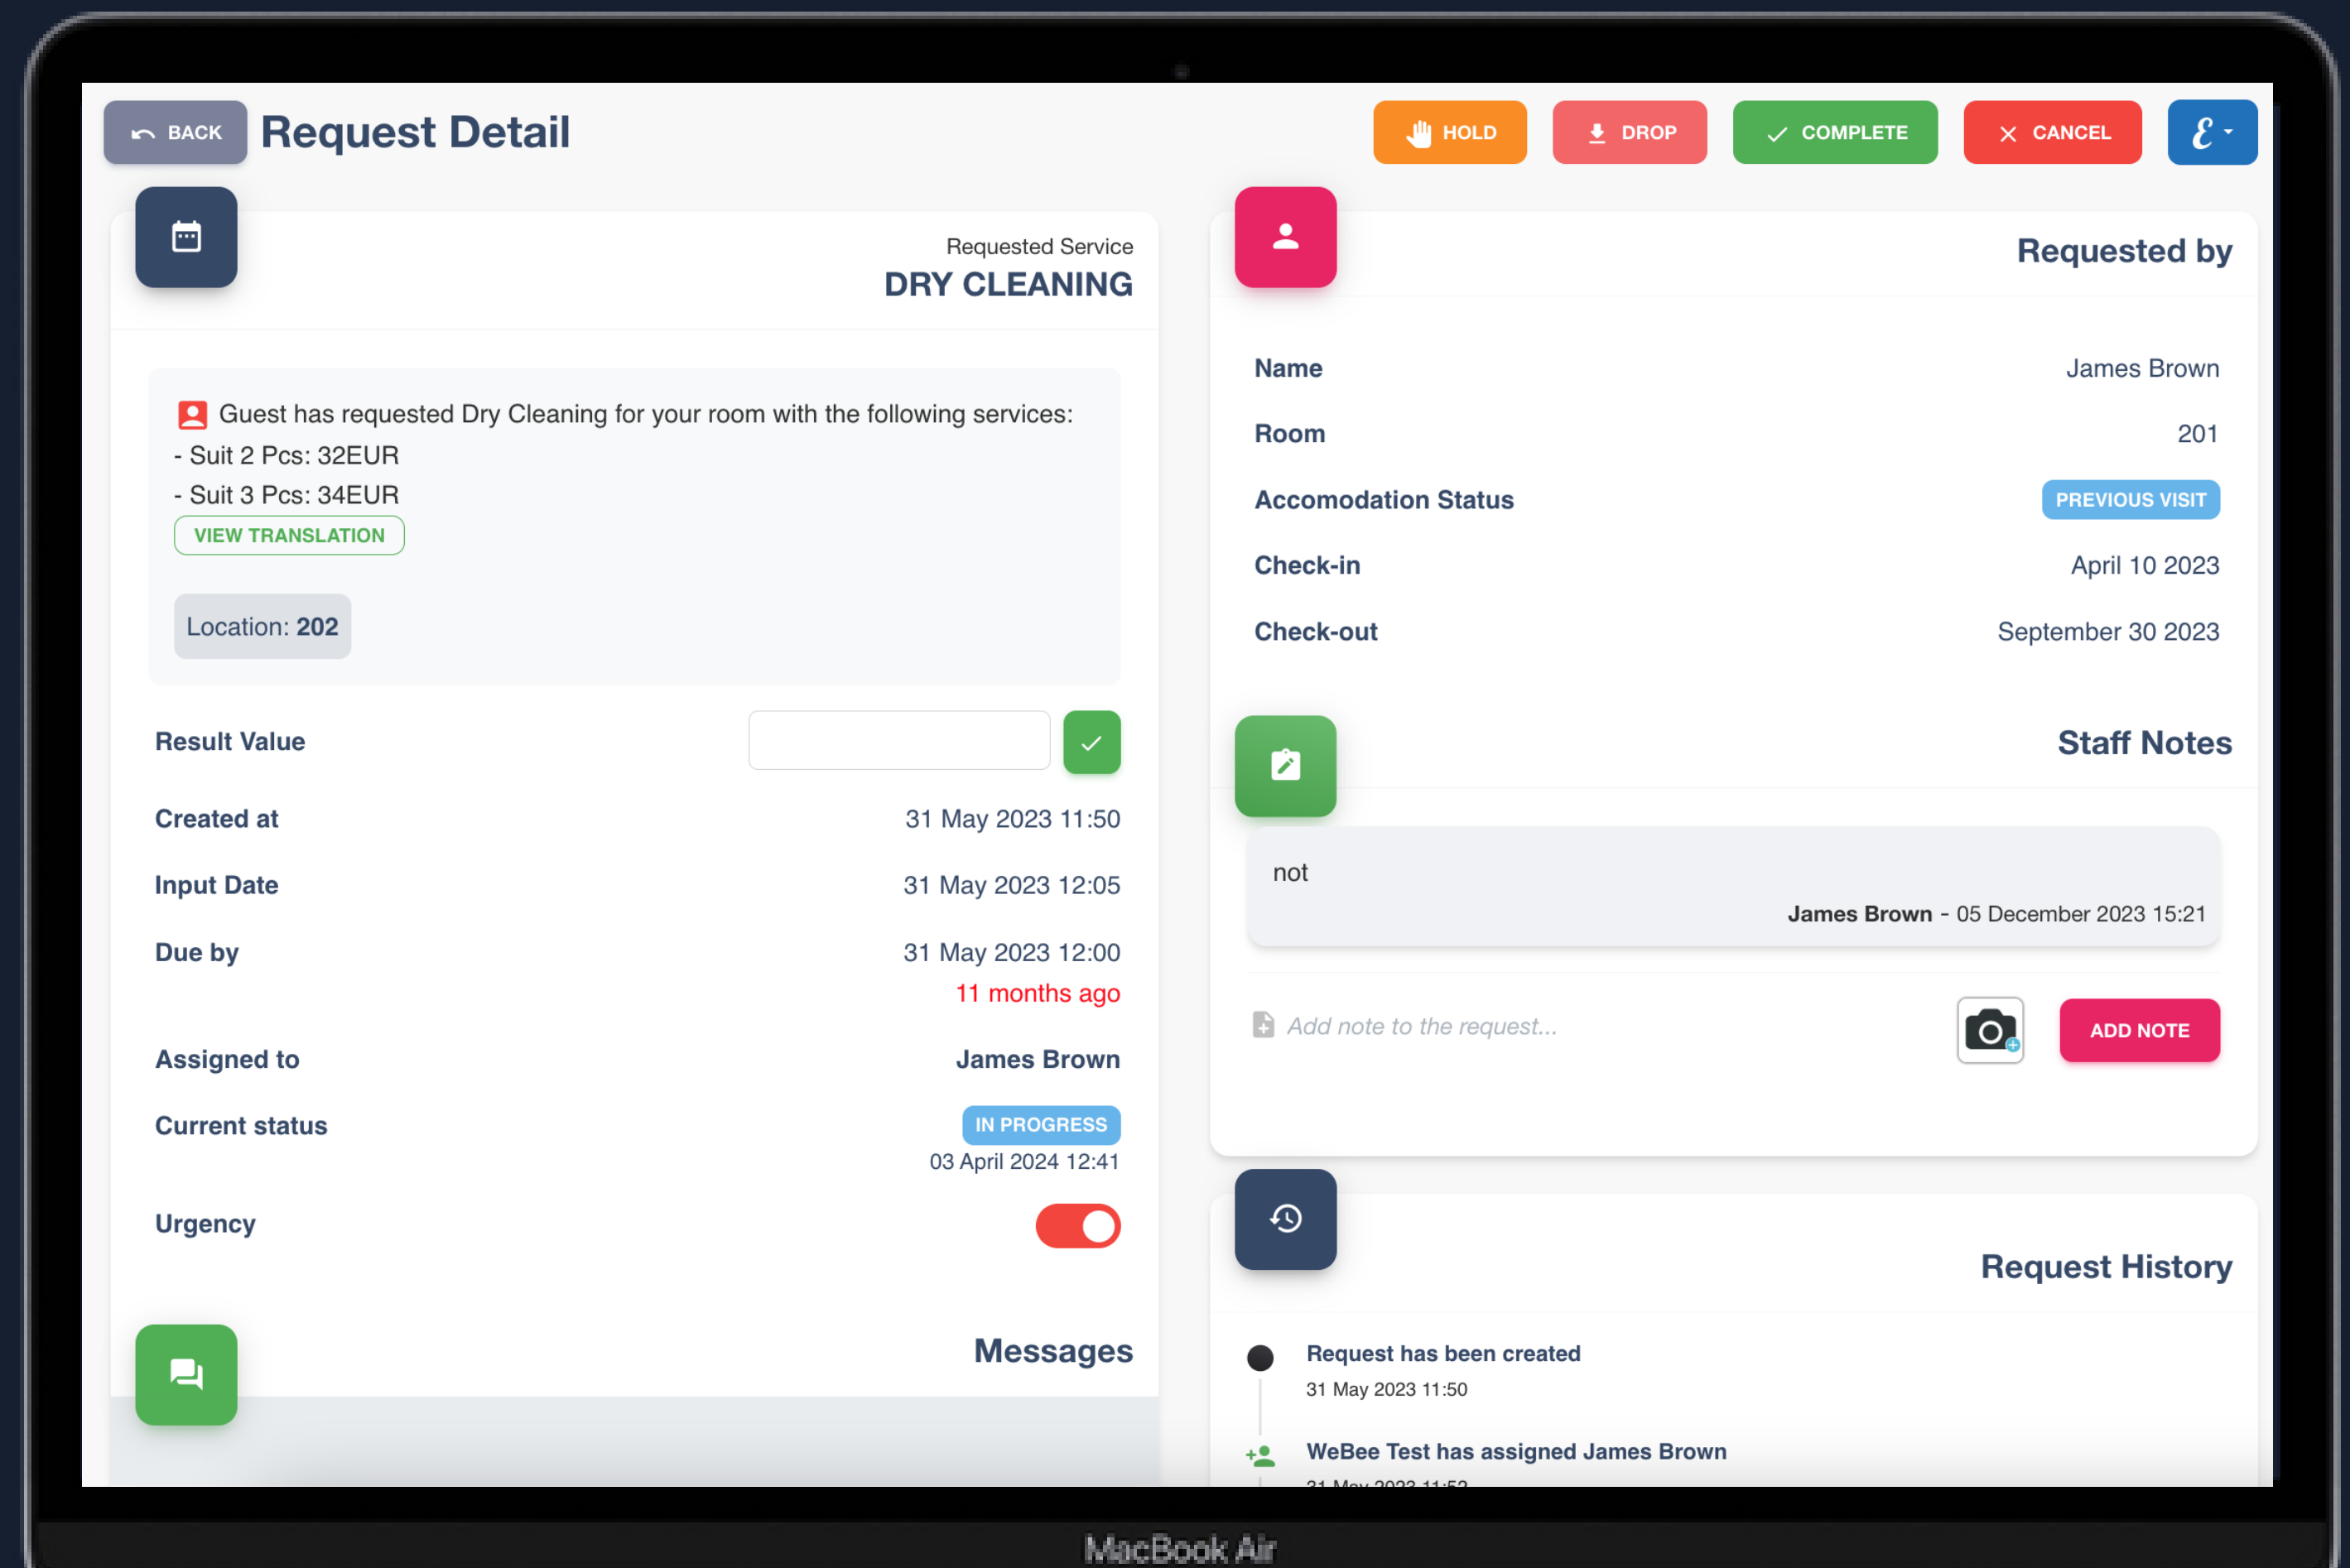 BACK
Request Detail
HOLD
DROP
COMPLETE
CANCEL
Requested Service
DRY CLEANING
Guest has requested Dry Cleaning for your room with the following services:
- Suit 2 Pcs: 32EUR
- Suit 3 Pcs: 34EUR
VIEW TRANSLATION
Location: 202
Result Value
Created at 31 May 2023 11:50
Input Date 31 May 2023 12:05
Due by 31 May 2023 12:00
11 months ago
Assigned to James Brown
Current status IN PROGRESS
03 April 2024 12:41
Urgency
Messages
Requested by
Name James Brown
Room 201
Accomodation Status PREVIOUS VISIT
Check-in April 10 2023
Check-out September 30 2023
Staff Notes
not
James Brown - 05 December 2023 15:21
Add note to the request...
ADD NOTE
Request History
Request has been created
31 May 2023 11:50
WeBee Test has assigned James Brown
31 May 2023 11:52
MacBook Air